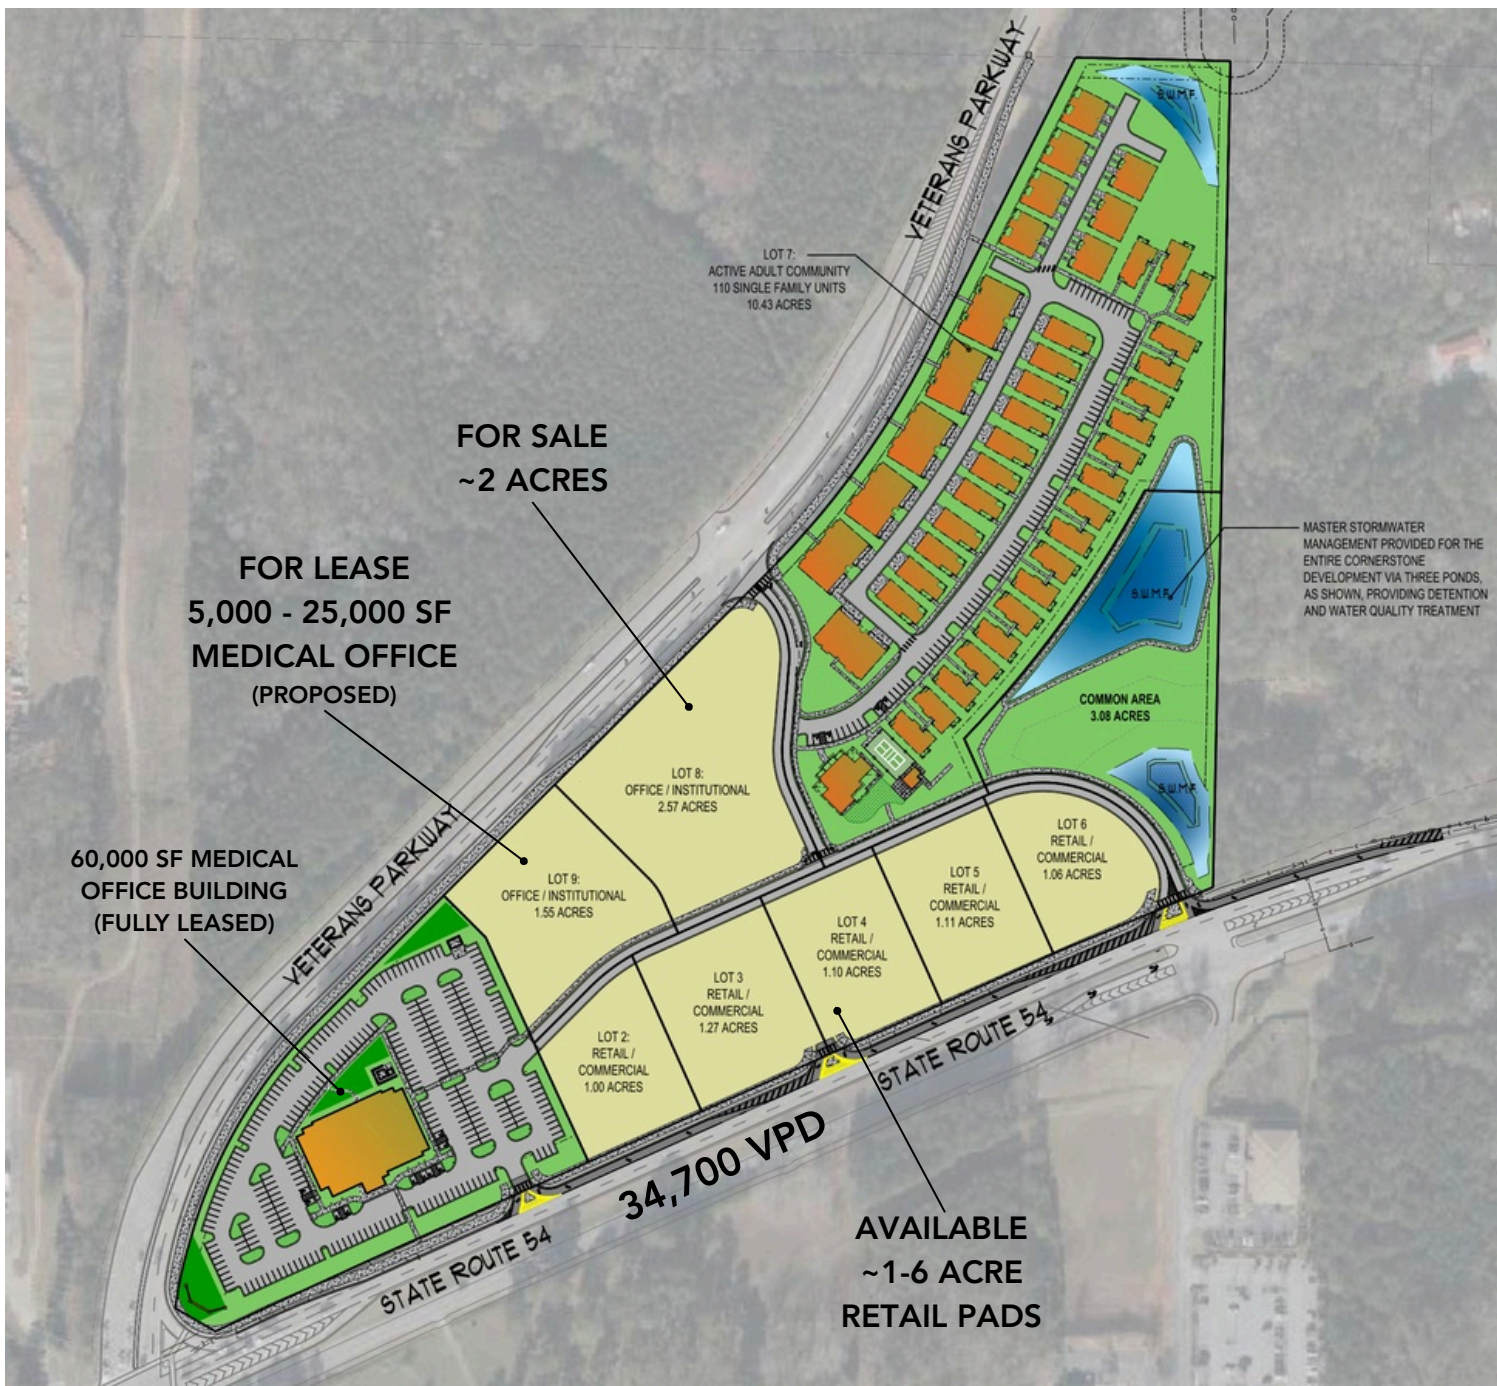 VETERANS PARKWAY
S.W.M.F.
LOT 7:
ACTIVE ADULT COMMUNITY
110 SINGLE FAMILY UNITS
10.43 ACRES
FOR SALE
~2 ACRES
MASTER STORMWATER
MANAGEMENT PROVIDED FOR THE
ENTIRE CORNERSTONE
DEVELOPMENT VIA THREE PONDS,
AS SHOWN, PROVIDING DETENTION
AND WATER QUALITY TREATMENT
S.W.M.F.
FOR LEASE
5,000 - 25,000 SF
MEDICAL OFFICE
(PROPOSED)
COMMON AREA
3.08 ACRES
LOT 8:
OFFICE / INSTITUTIONAL
2.57 ACRES
S.W.M.F.
LOT 6
RETAIL /
COMMERCIAL
1.06 ACRES
60,000 SF MEDICAL
OFFICE BUILDING
(FULLY LEASED)
VETERANS PARKWAY
LOT 9:
OFFICE / INSTITUTIONAL
1.55 ACRES
LOT 5
RETAIL /
COMMERCIAL
1.11 ACRES
LOT 4
RETAIL /
COMMERCIAL
1.10 ACRES
LOT 3
RETAIL /
COMMERCIAL
1.27 ACRES
LOT 2:
RETAIL /
COMMERCIAL
1.00 ACRES
STATE ROUTE 54
34,700 VPD
STATE ROUTE 54
AVAILABLE
~1-6 ACRE
RETAIL PADS